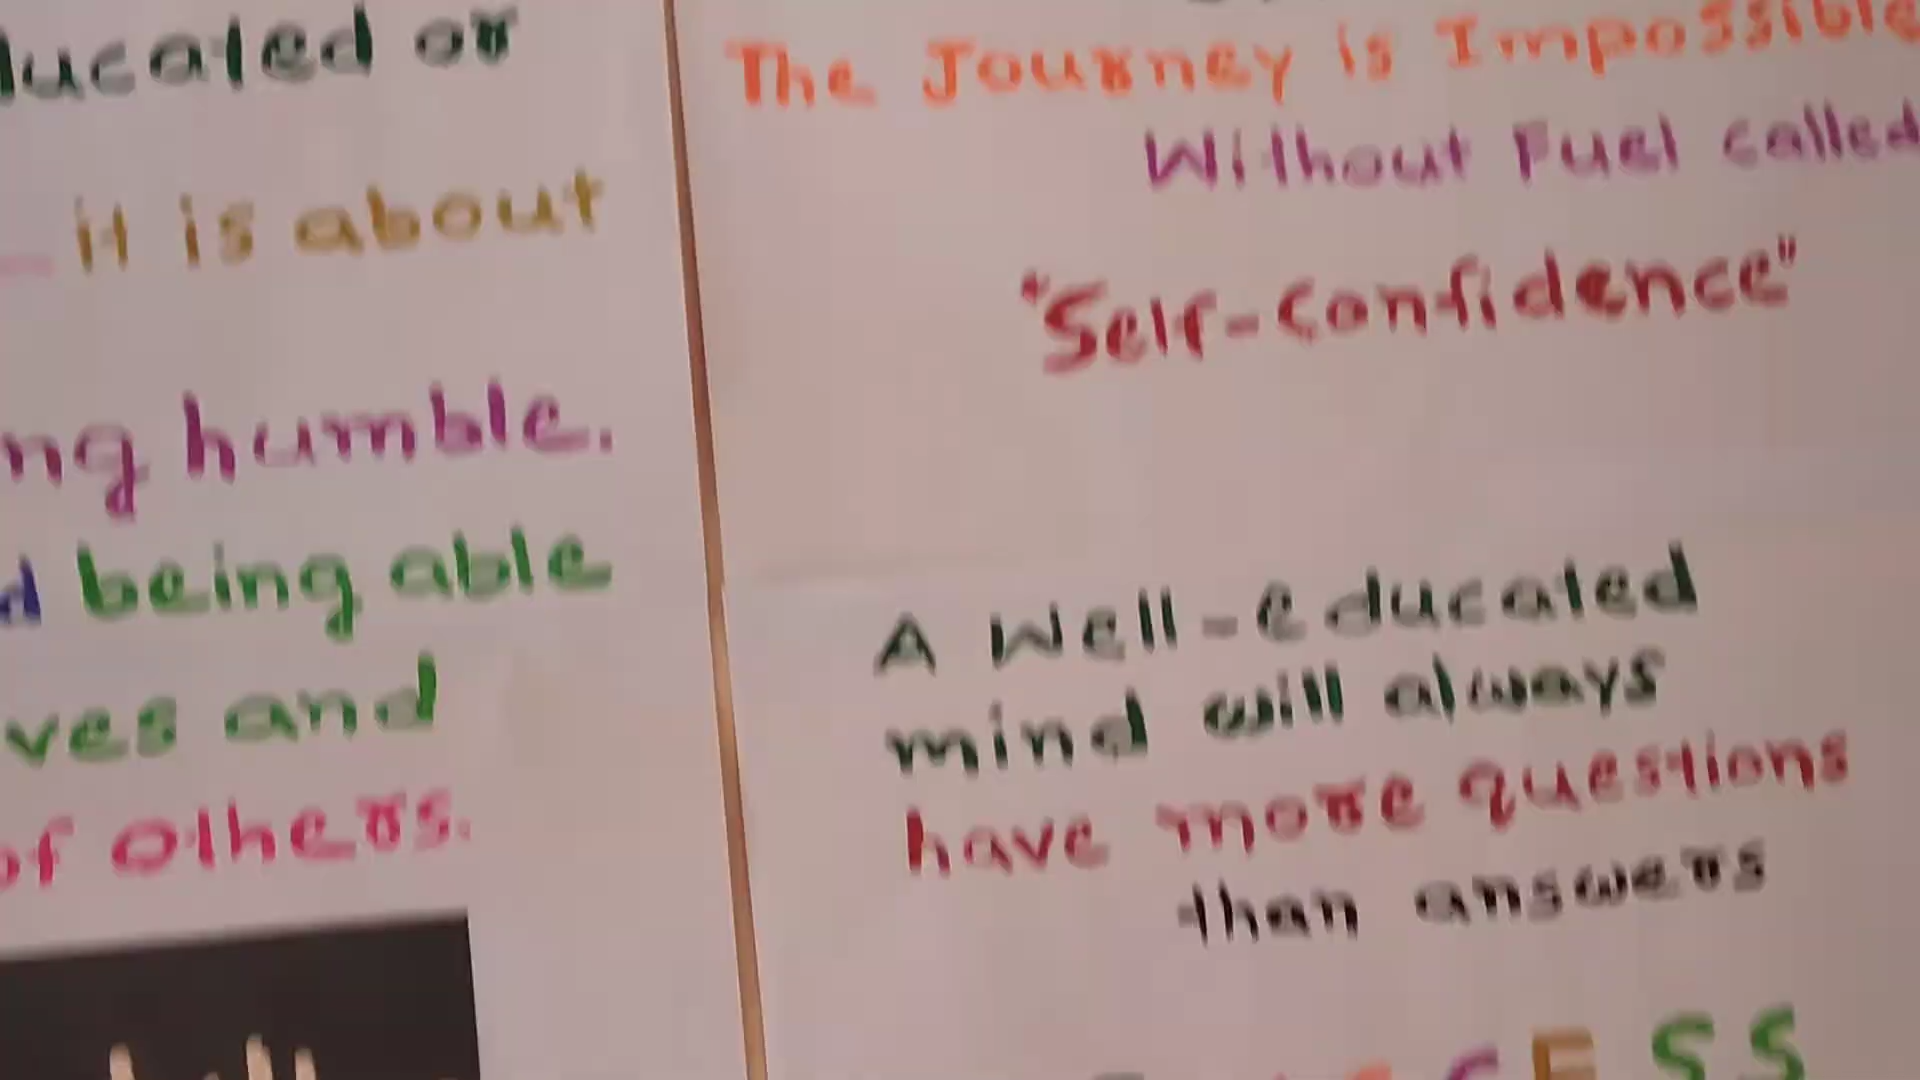 ducated or
it is about
ng humble.
d being able
ves and
of others.
The Journey is Impossible
Without Fuel called
"Self-Confidence"
A Well-educated
mind will always
have more questions
than answers
CESS